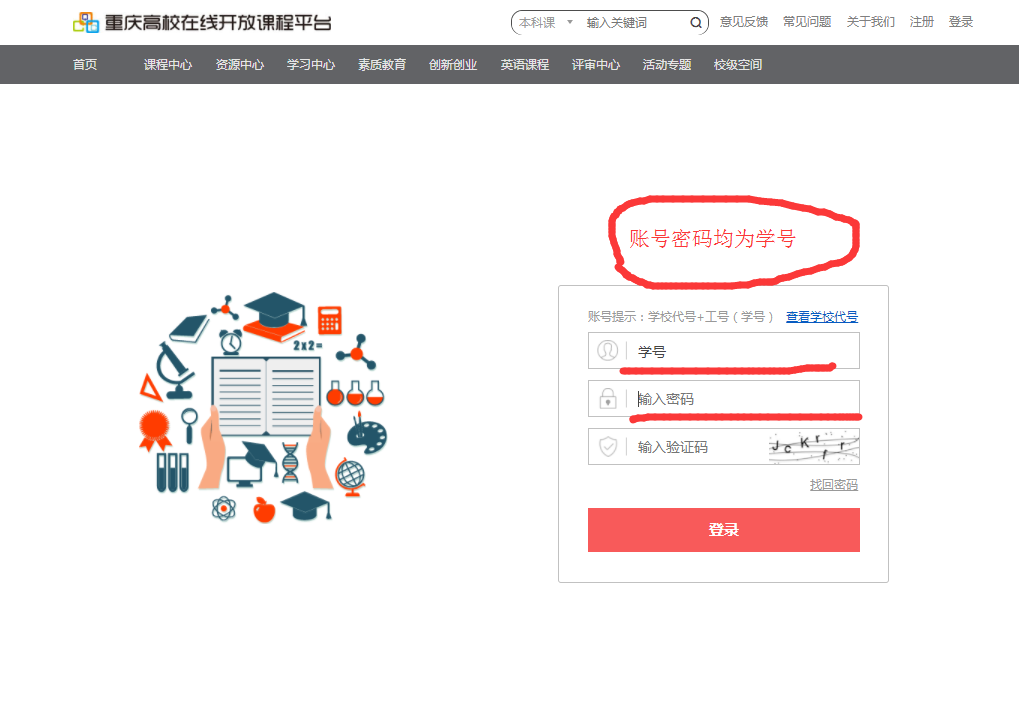 重庆高校在线开放课程平台
本科课 输入关键词 意见反馈 常见问题 关于我们 注册 登录
首页 课程中心 资源中心 学习中心 素质教育 创新创业 英语课程 评审中心 活动专题 校级空间
账号密码均为学号
账号提示：学校代号+工号（学号） 查看学校代号
学号
输入密码
输入验证码 JcKfrr
找回密码
登录
2x2=